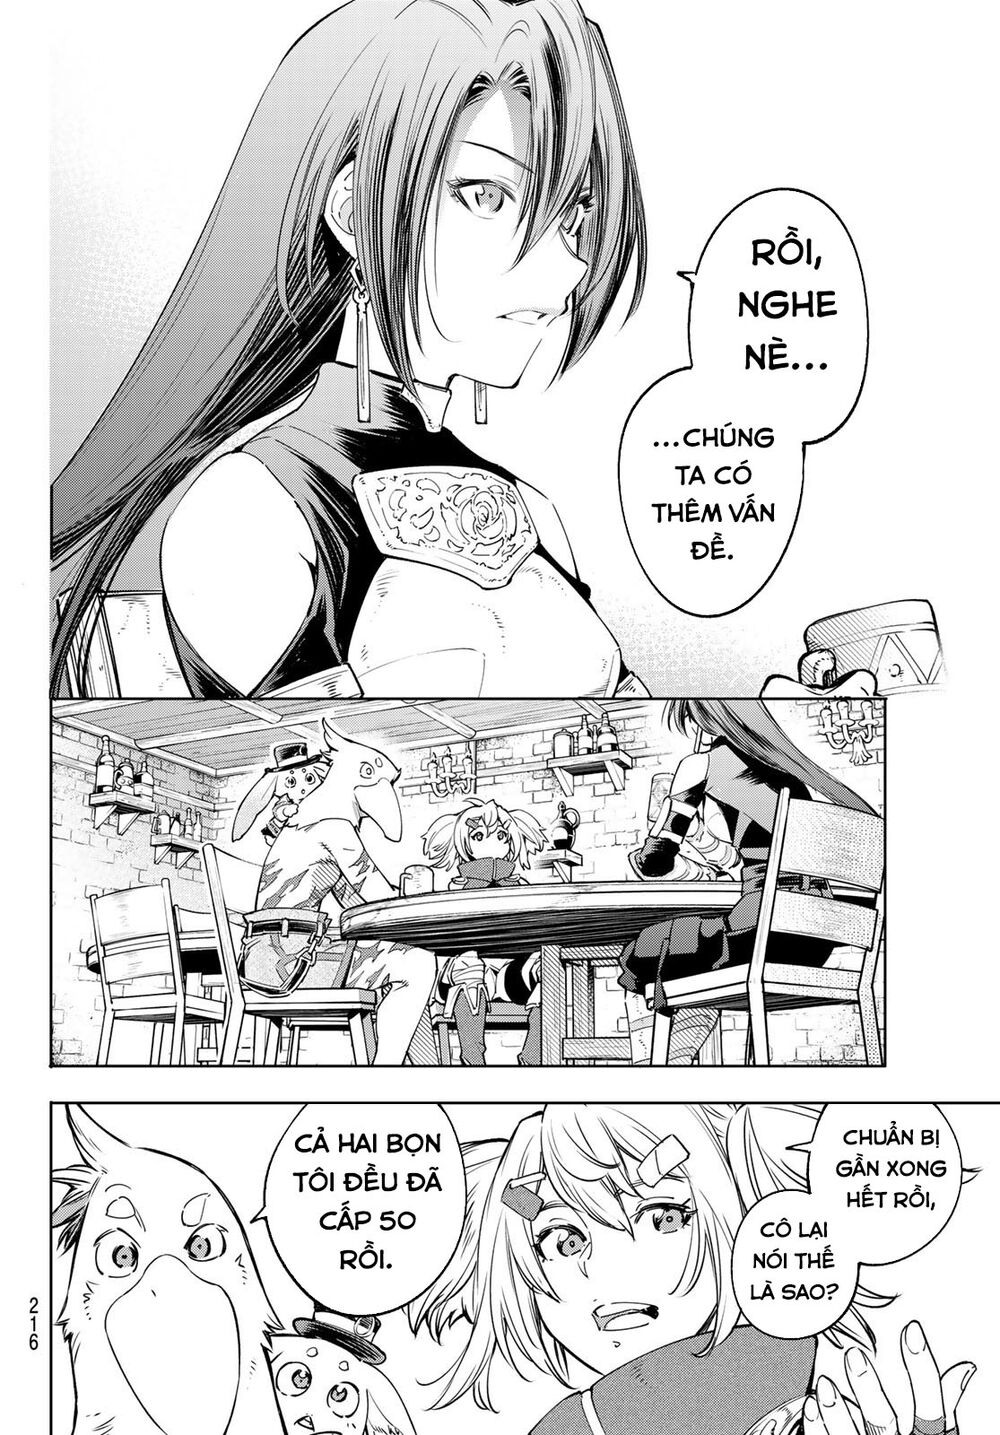 RỒI,
NGHE
NÈ...
...CHÚNG
TA CÓ
THÊM VẤN
ĐỀ.
CHUẨN BỊ
GẦN XONG
HẾT RỒI,
CÔ LẠI
NÓI THẾ
LÀ SAO?
CẢ HAI BỌN
TÔI ĐỀU ĐÃ
CẤP 50
RỒI.
216